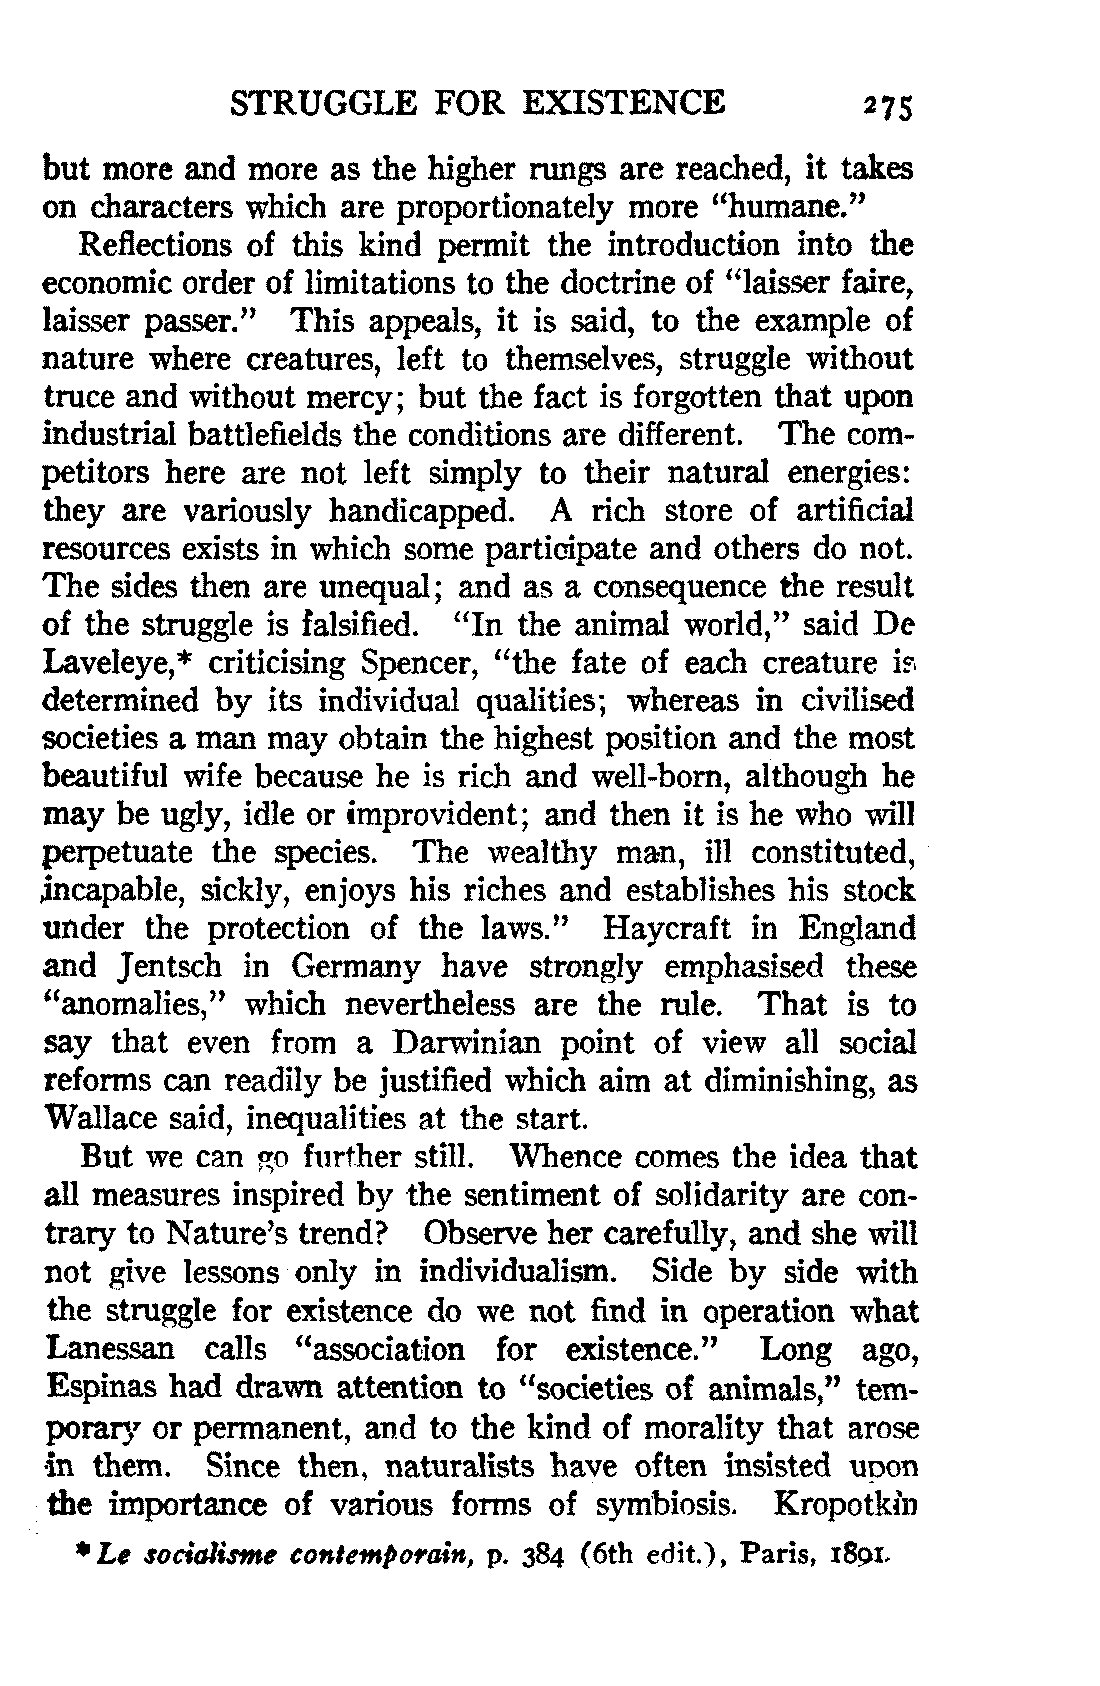 STRUGGLE FOR EXISTENCE 275
but more and more as the higher rungs are reached, it takes
on characters which are proportionately more “humane.”
Reflections of this kind permit the introduction into the
economic order of limitations to the doctrine of “laisser faire,
laisser passer.” This appeals, it is said, to the example of
nature where creatures, left to themselves, struggle without
truce and without mercy; but the fact is forgotten that upon
industrial battlefields the conditions are different. The com-
petitors here are not left simply to their natural energies:
they are variously handicapped. A rich store of artificial
resources exists in which some participate and others do not.
The sides then are unequal; and as a consequence the result
of the struggle is falsified. “In the animal world,” said De
Laveleye,* criticising Spencer, “the fate of each creature is
determined by its individual qualities; whereas in civilised
societies a man may obtain the highest position and the most
beautiful wife because he is rich and well-born, although he
may be ugly, idle or improvident; and then it is he who will
perpetuate the species. The wealthy man, ill constituted,
incapable, sickly, enjoys his riches and establishes his stock
under the protection of the laws.” Haycraft in England
and Jentsch in Germany have strongly emphasised these
“anomalies,” which nevertheless are the rule. That is to
say that even from a Darwinian point of view all social
reforms can readily be justified which aim at diminishing, as
Wallace said, inequalities at the start.
But we can go further still. Whence comes the idea that
all measures inspired by the sentiment of solidarity are con-
trary to Nature’s trend? Observe her carefully, and she will
not give lessons only in individualism. Side by side with
the struggle for existence do we not find in operation what
Lanessan calls “association for existence.” Long ago,
Espinas had drawn attention to “societies of animals,” tem-
porary or permanent, and to the kind of morality that arose
in them. Since then, naturalists have often insisted upon
the importance of various forms of symbiosis. Kropotkin
* Le socialisme contemporain, p. 384 (6th edit.), Paris, 1891.